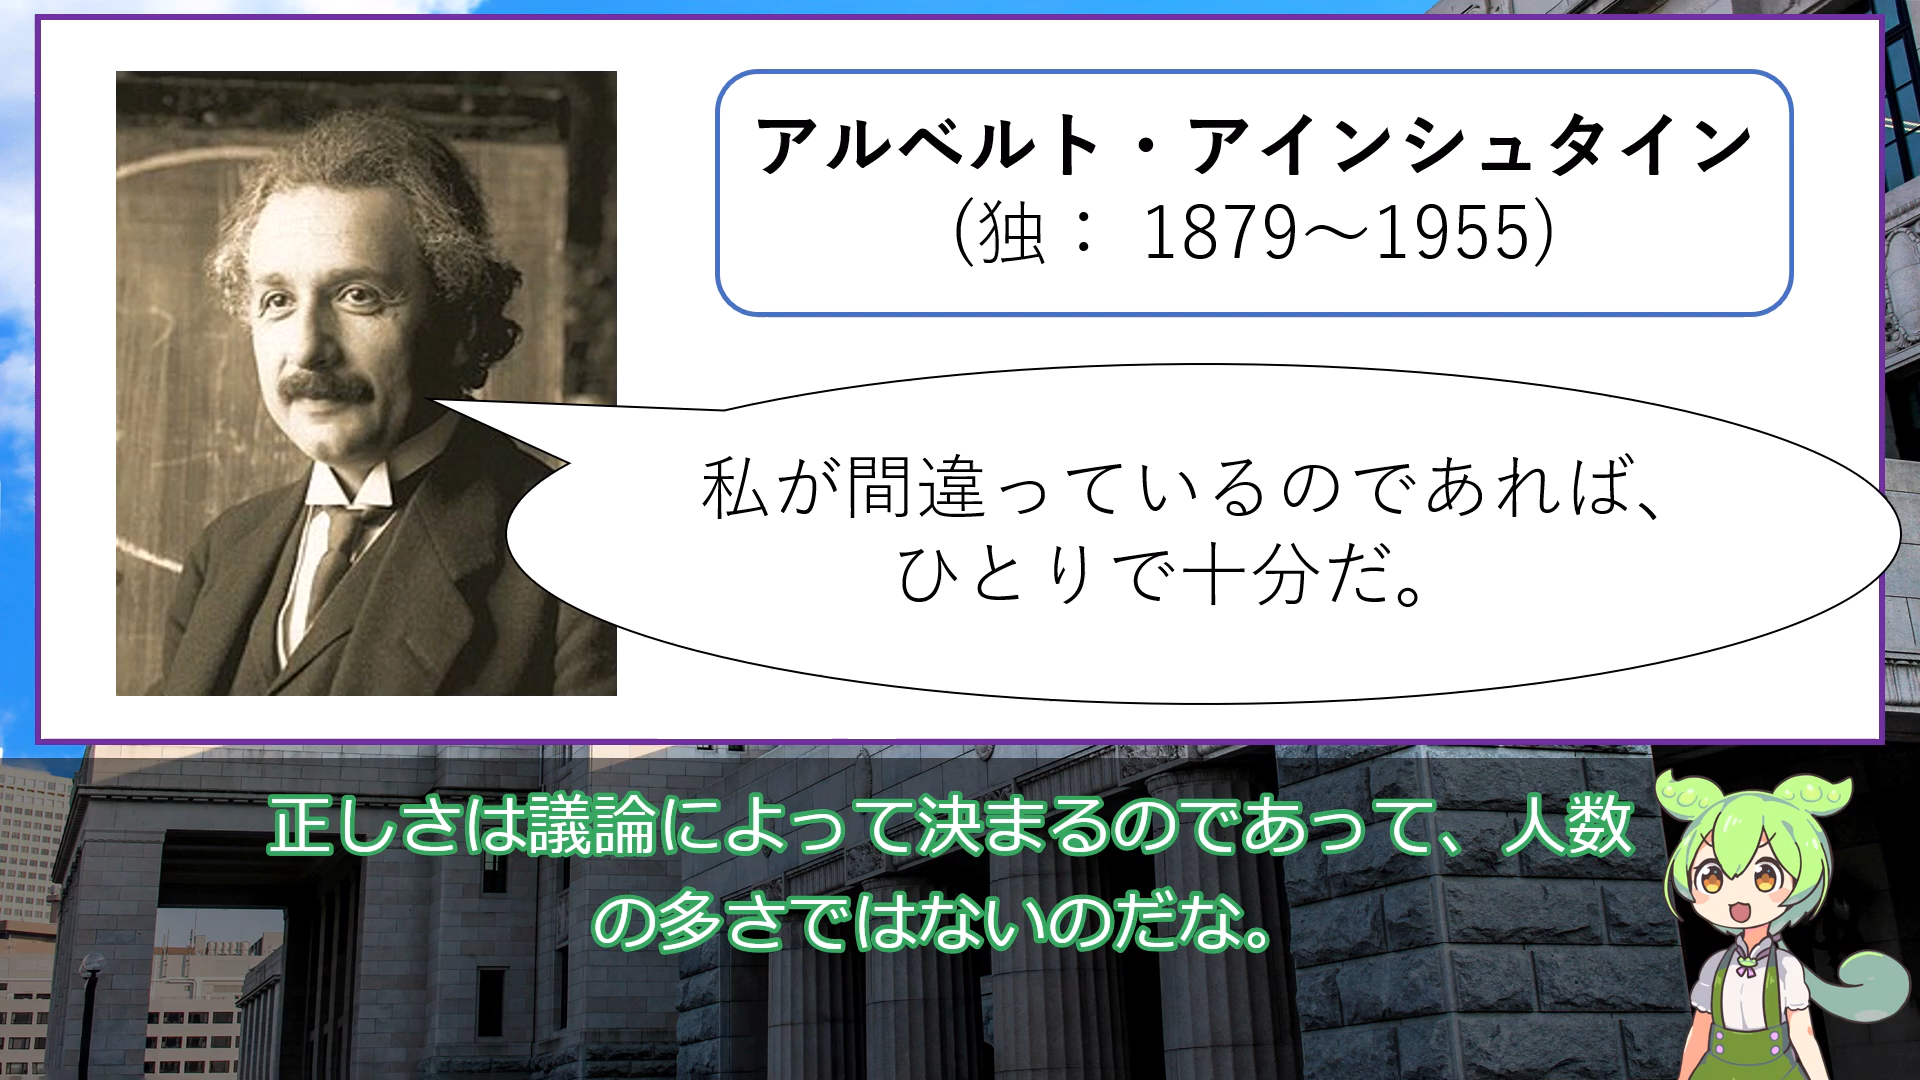 アルベルト・アインシュタイン
(独： 1879～1955)
私が間違っているのであれば、
ひとりで十分だ。
正しさは議論によって決まるのであって、人数
の多さではないのだな。